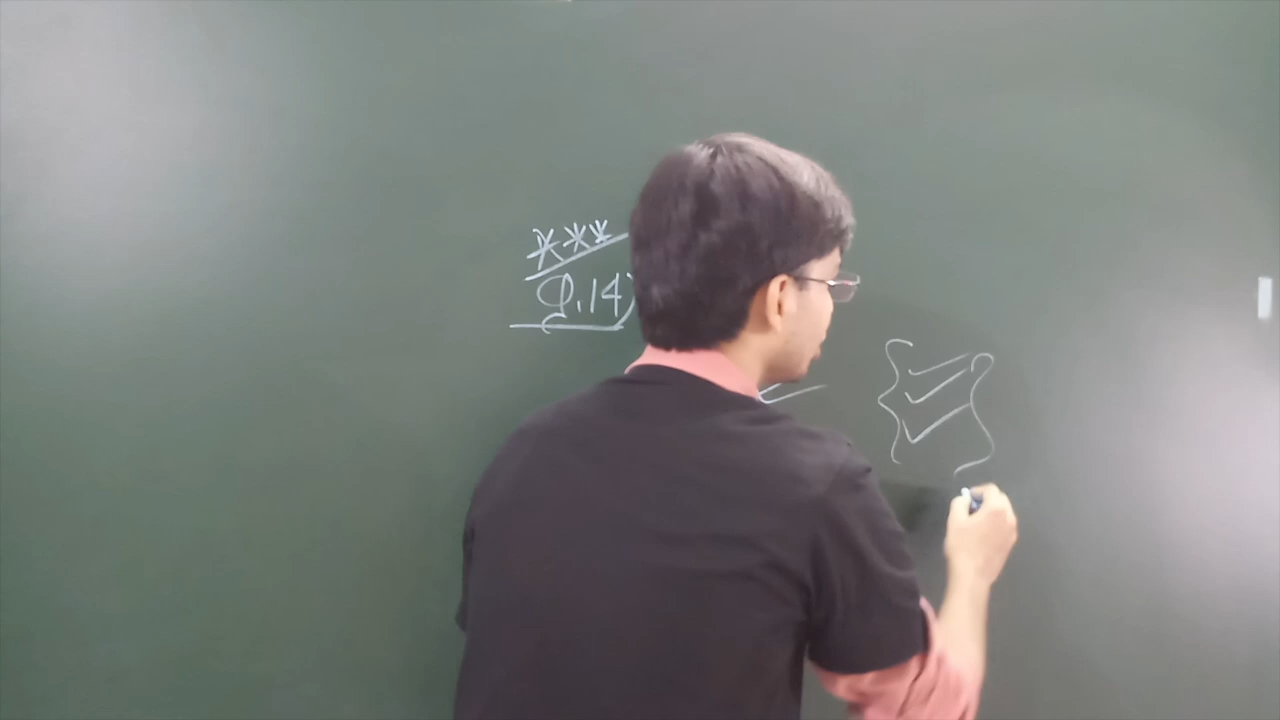 ***
Q.14)
{ }